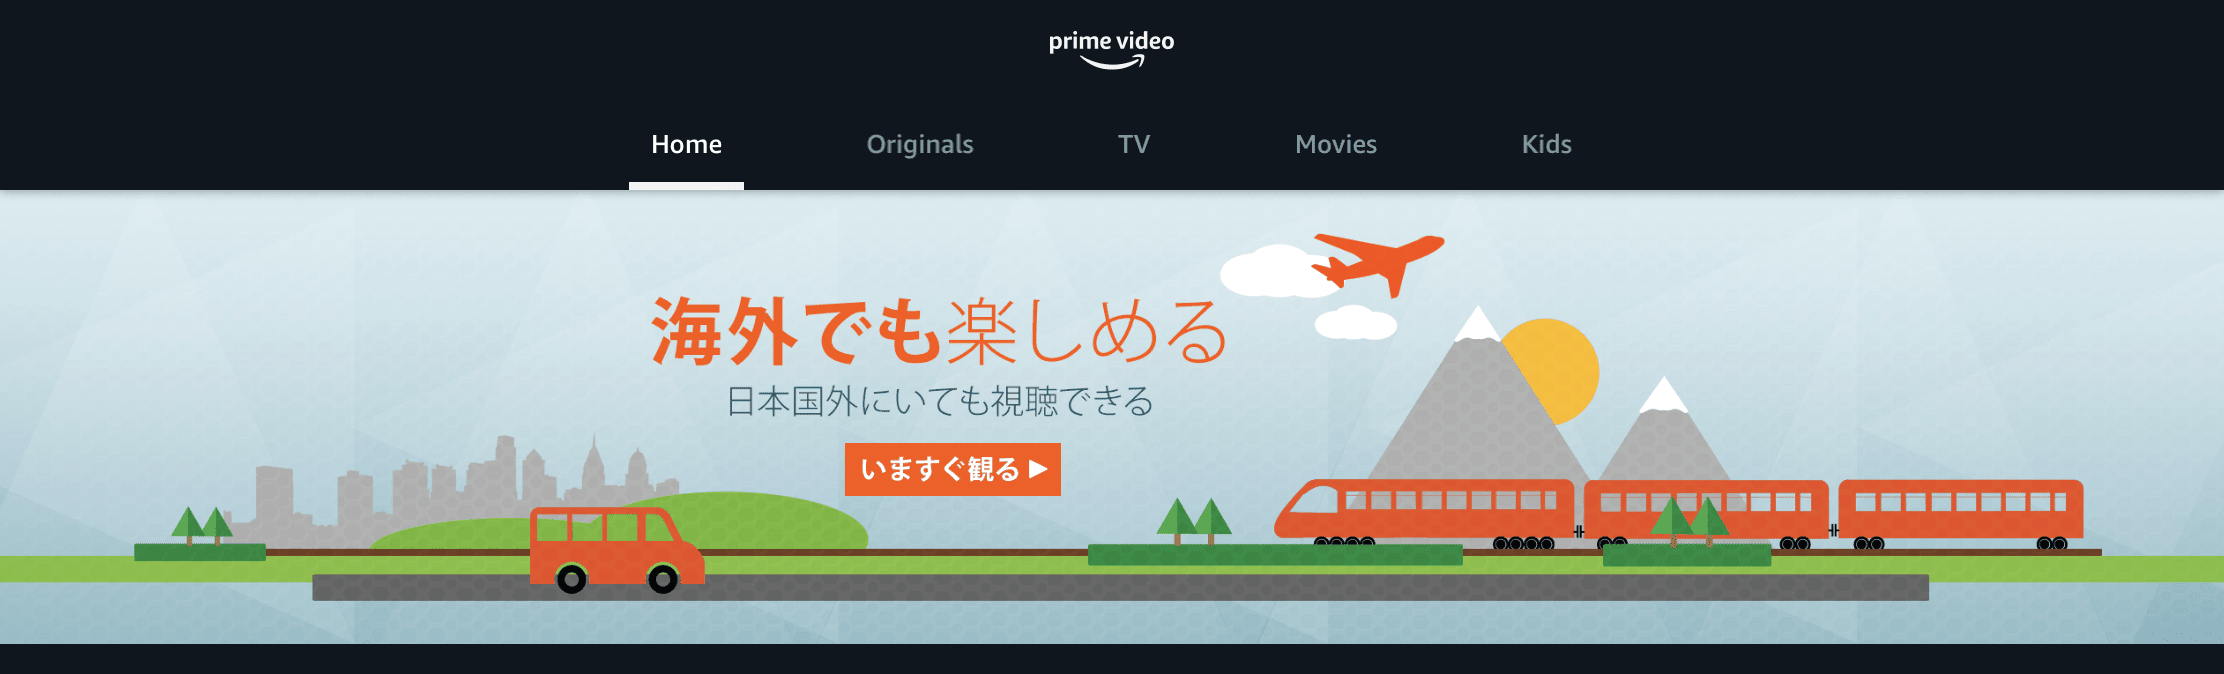 prime video
Home Originals TV Movies Kids
海外でも楽しめる
日本国外にいても視聴できる
いますぐ観る ▶